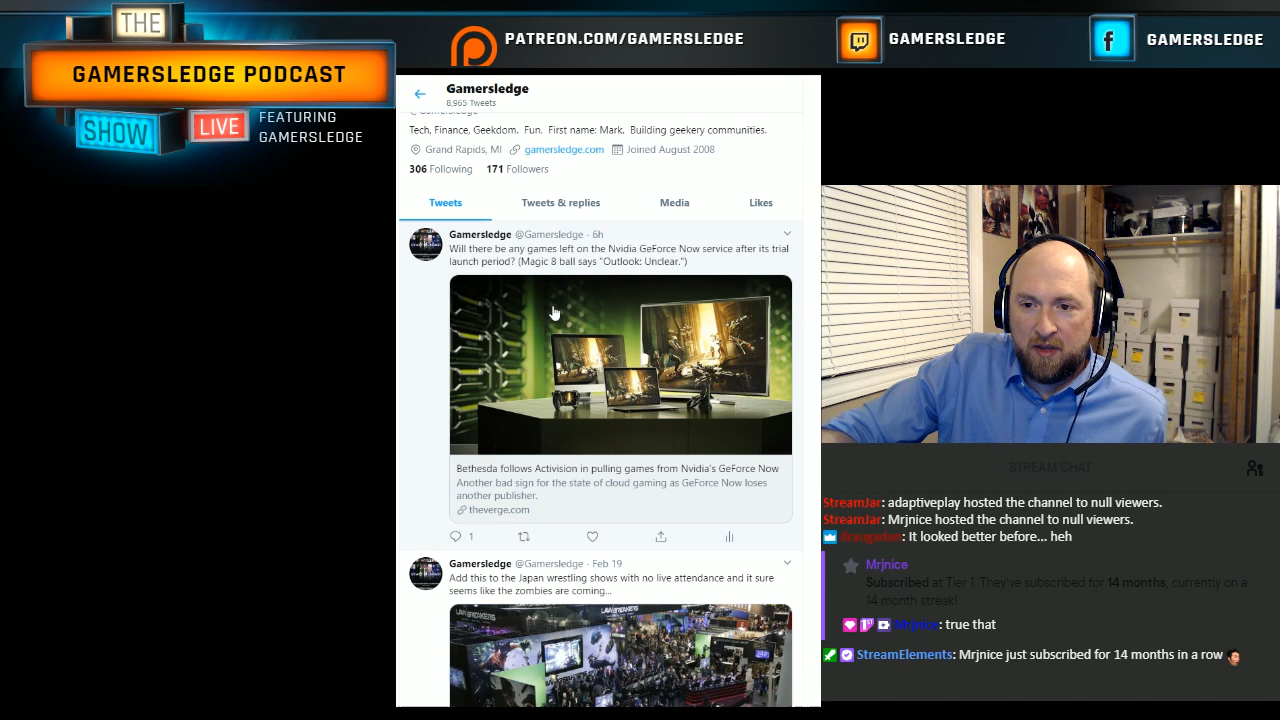 THE
GAMERSLEDGE PODCAST
SHOW
LIVE
FEATURING
GAMERSLEDGE
PATREON.COM/GAMERSLEDGE
GAMERSLEDGE
GAMERSLEDGE
Gamersledge
8,965 Tweets
Tech, Finance, Geekdom. Fun. First name: Mark. Building geekery communities.
Grand Rapids, MI gamersledge.com Joined August 2008
306 Following 171 Followers
Tweets Tweets & replies Media Likes
Gamersledge @Gamersledge · 6h
Will there be any games left on the Nvidia GeForce Now service after its trial
launch period? (Magic 8 ball says "Outlook: Unclear.")
Bethesda follows Activision in pulling games from Nvidia's GeForce Now
Another bad sign for the state of cloud gaming as GeForce Now loses
another publisher.
theverge.com
1
Gamersledge @Gamersledge · Feb 19
Add this to the Japan wrestling shows with no live attendance and it sure
seems like the zombies are coming...
LAWBREAKERS
STREAM CHAT
StreamJar: adaptiveplay hosted the channel to null viewers.
StreamJar: Mrjnice hosted the channel to null viewers.
: It looked better before... heh
Mrjnice
Subscribed at Tier 1. They've subscribed for 14 months, currently on a
14 month streak!
Mrjnice: true that
StreamElements: Mrjnice just subscribed for 14 months in a row